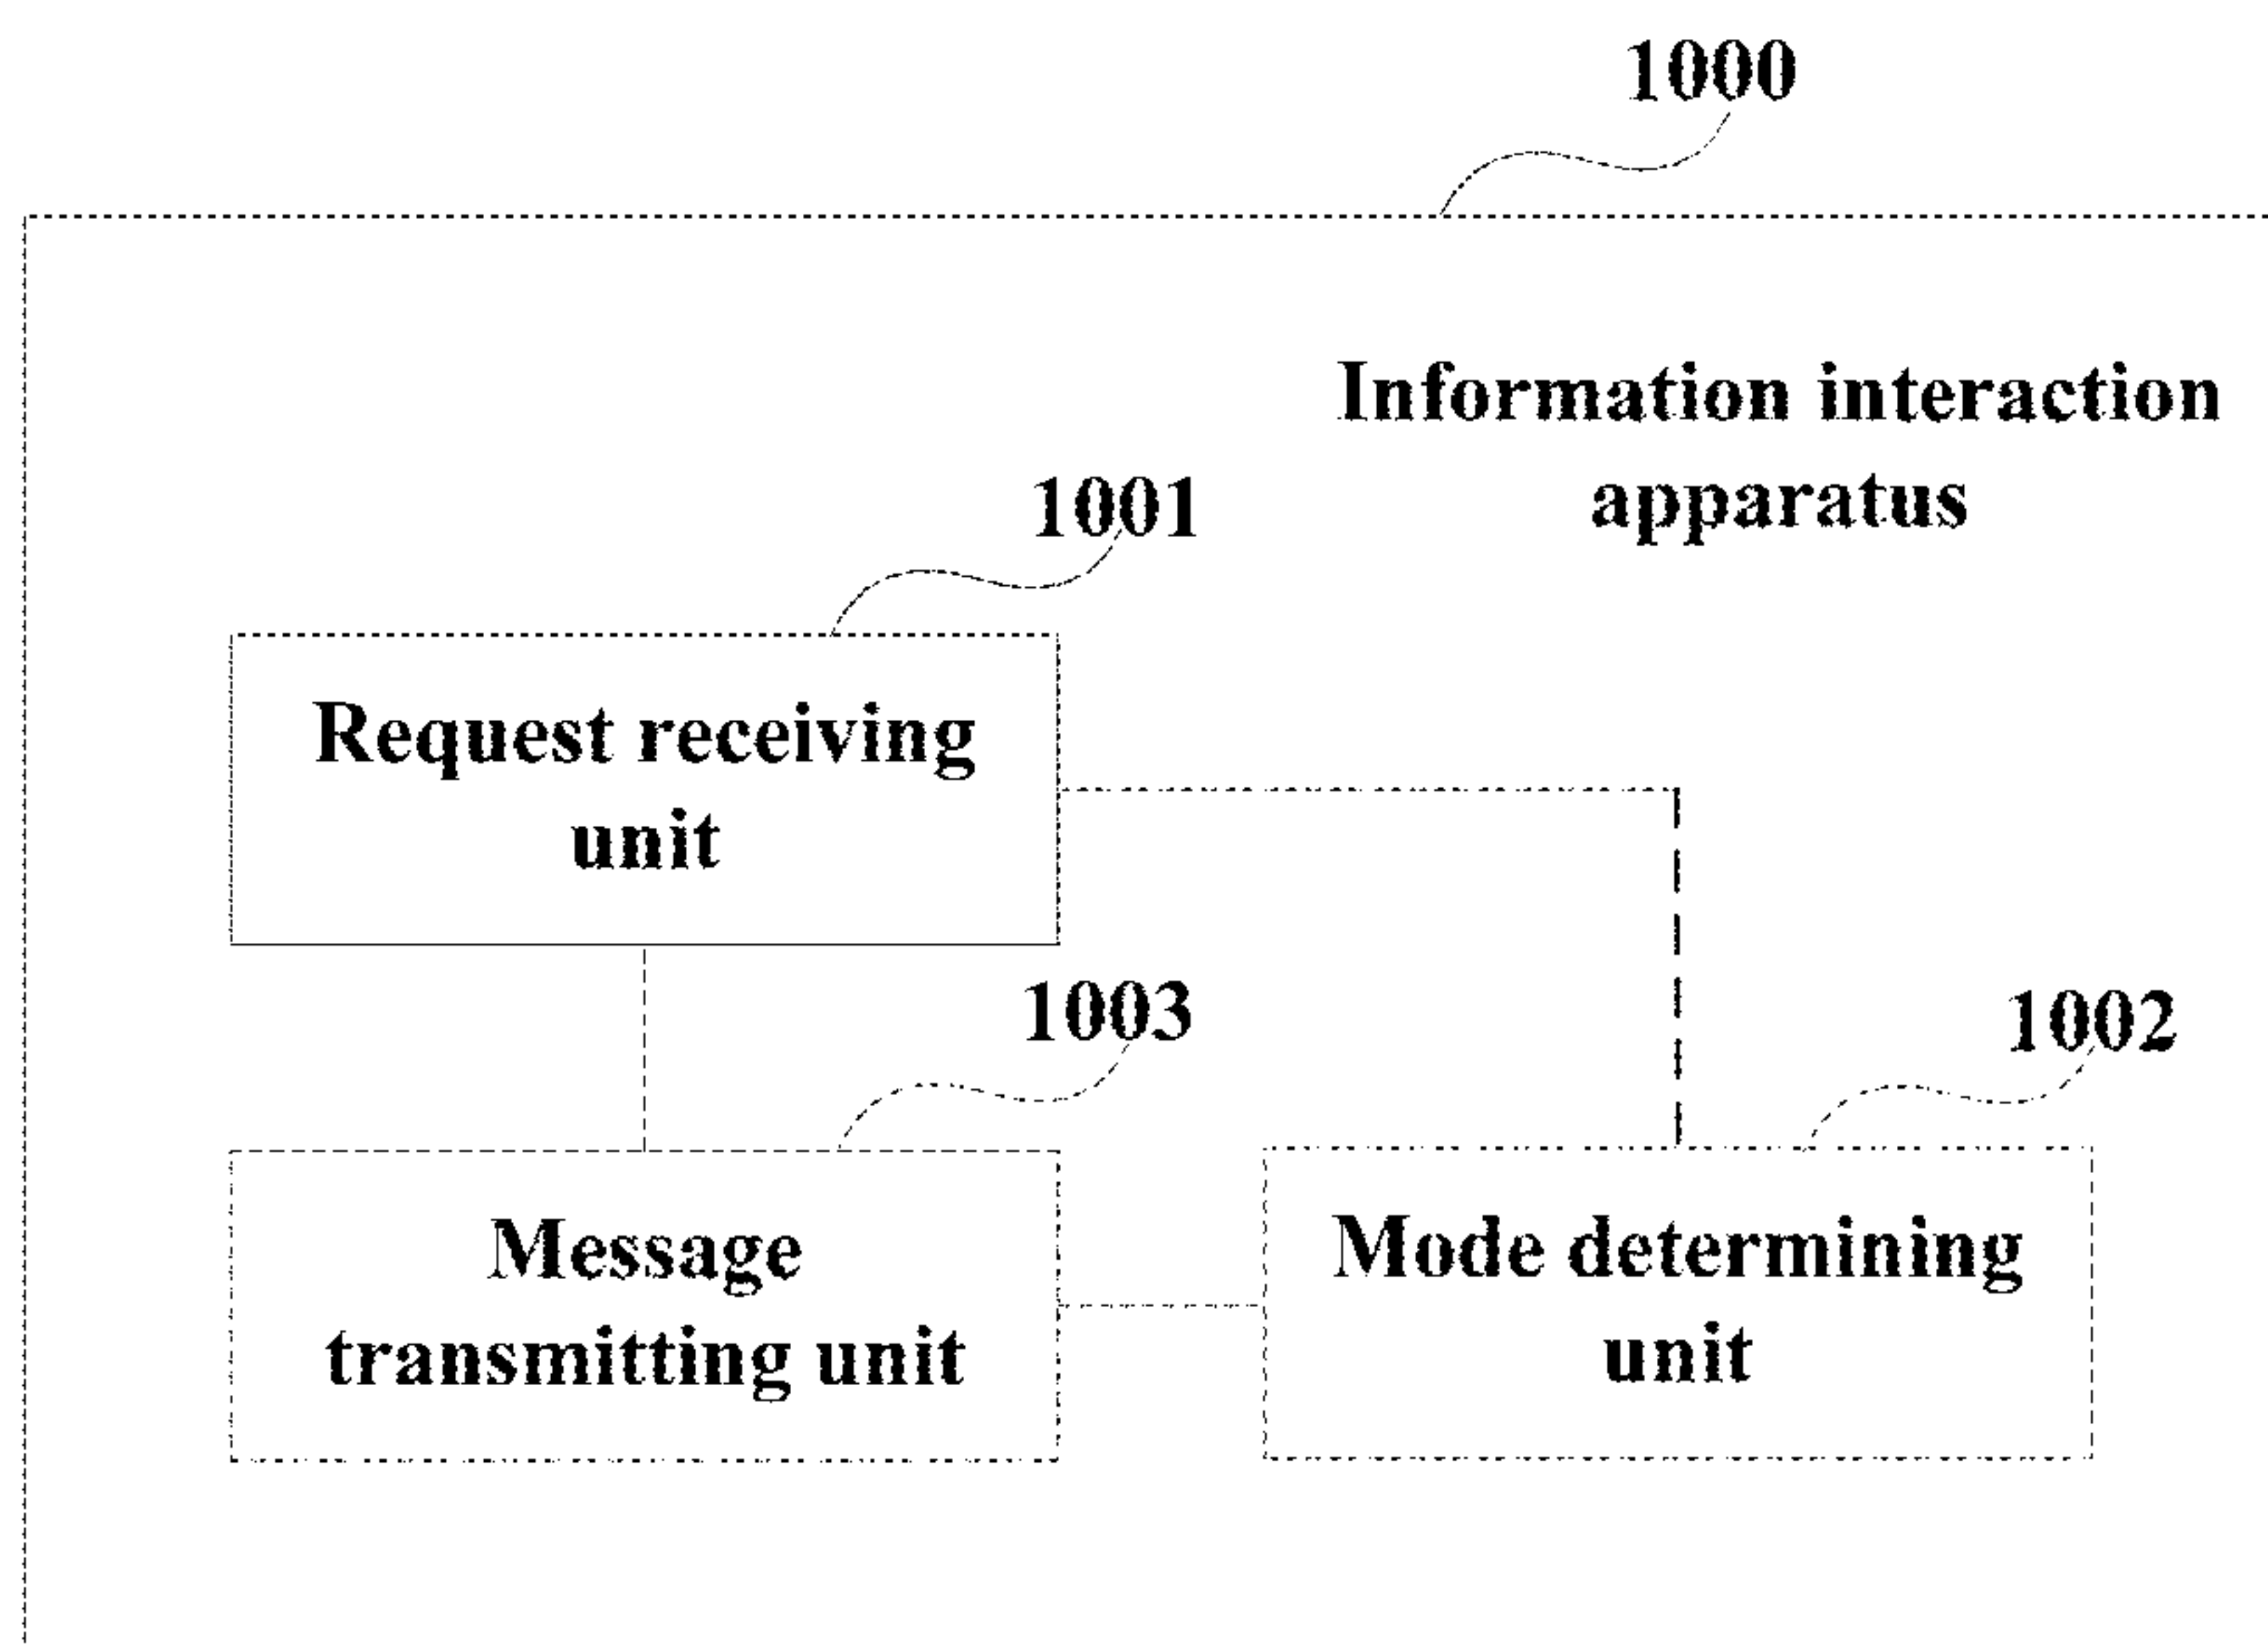 1000
Information interaction
apparatus
1001
Request receiving
unit
1003
1002
Message
transmitting unit
Mode determining
unit